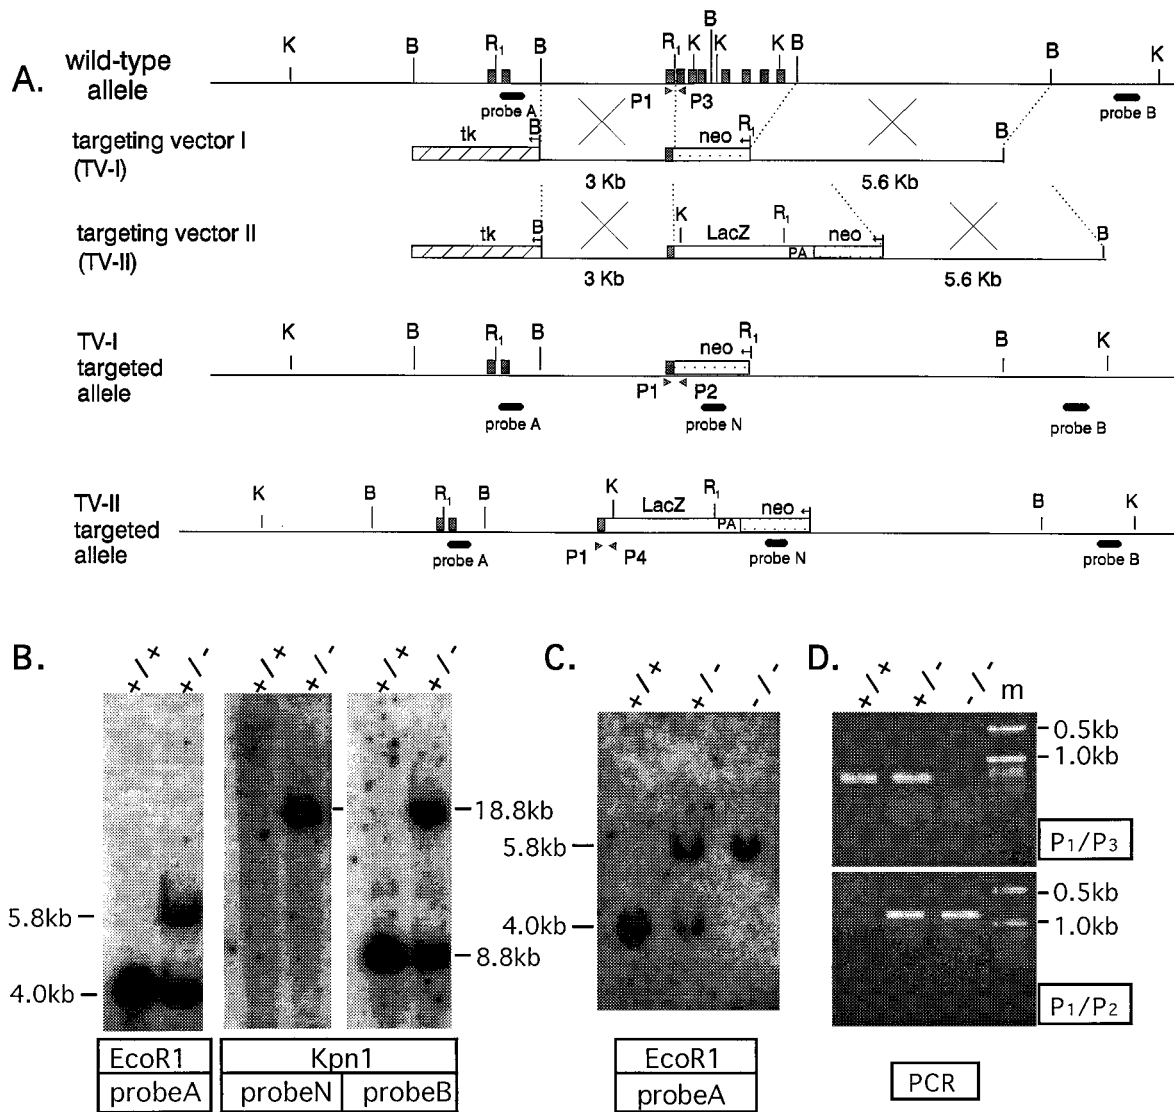 A.
wild-type
allele
K B R1 B R1 K B K K B B K
probe A P1 P3 probe B
targeting vector I
(TV-I)
tk B neo R1 B
3 Kb 5.6 Kb
targeting vector II
(TV-II)
tk B K LacZ R1 PA neo B
3 Kb 5.6 Kb
TV-I
targeted
allele
K B R1 B neo R1 B K
P1 P2
probe A probe N probe B
TV-II
targeted
allele
K B R1 B K LacZ R1 PA neo B K
probe A P1 P4 probe N probe B
B.
+/+ +/- +/+ +/- +/+ +/-
18.8kb
5.8kb
8.8kb
4.0kb
EcoR1 Kpn1
probeA probeN probeB
C.
+/+ +/- -/-
5.8kb
4.0kb
EcoR1
probeA
D.
+/+ +/- -/- m
0.5kb
1.0kb
P1/P3
0.5kb
1.0kb
P1/P2
PCR